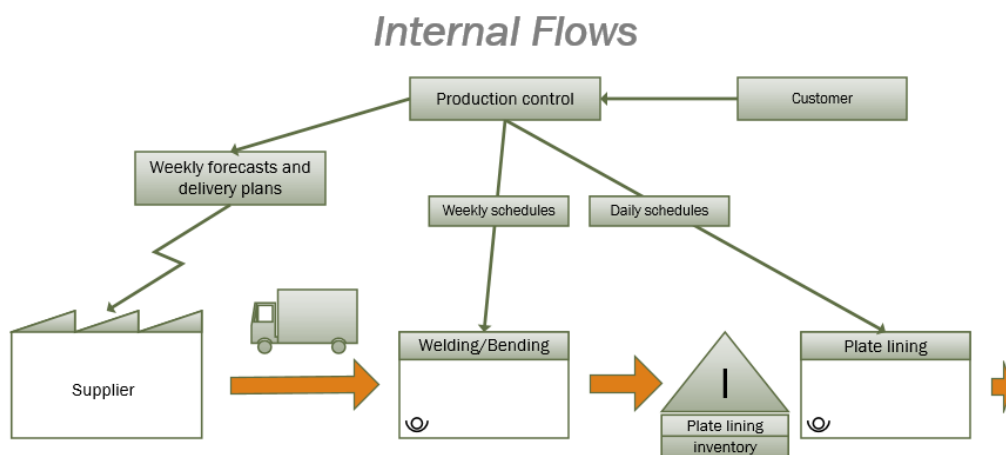 Internal Flows
Production control
Customer
Weekly forecasts and
delivery plans
Weekly schedules
Daily schedules
Supplier
Welding/Bending
I
Plate lining
inventory
Plate lining